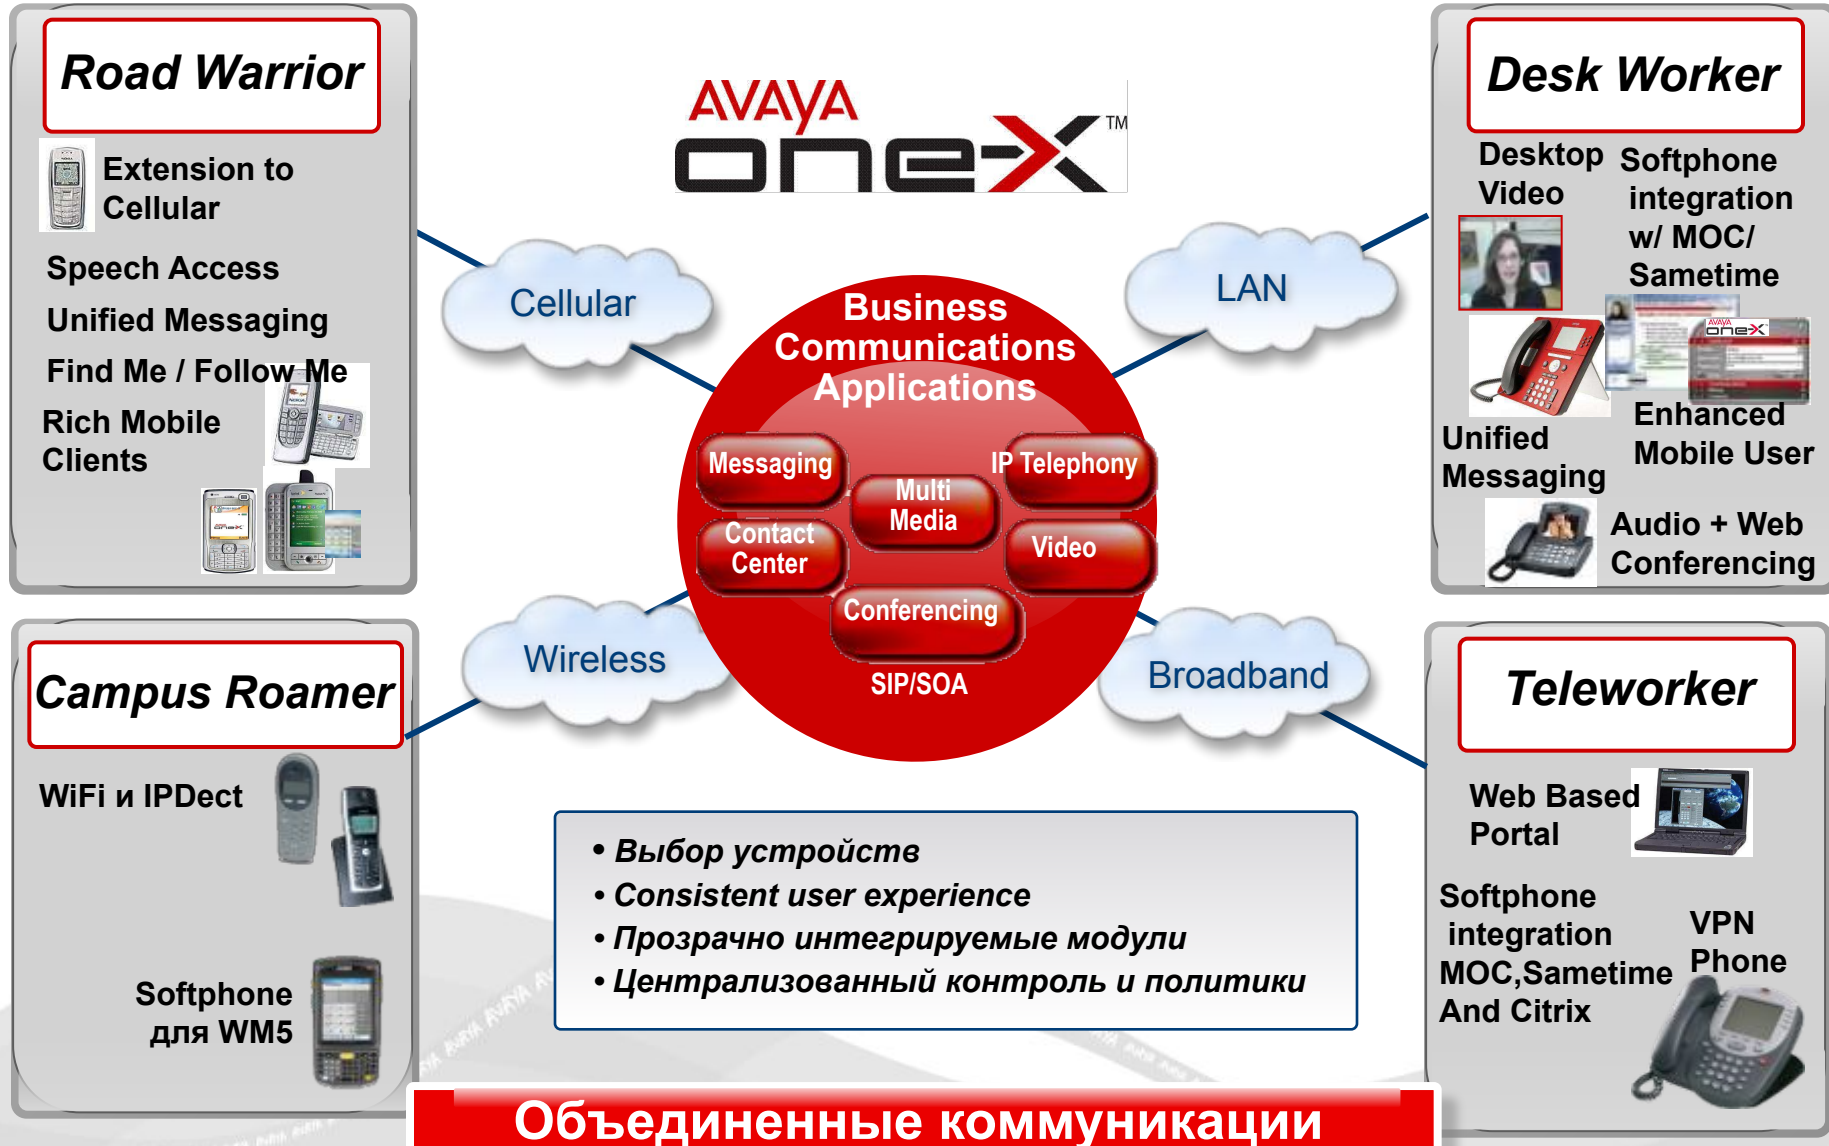 Road Warrior
Extension to
Cellular
Speech Access
Unified Messaging
Find Me / Follow Me
Rich Mobile
Clients
AVAYA
one-X™
Desk Worker
Desktop
Video
Softphone
integration
w/ MOC/
Sametime
AVAYA
one-X
Unified
Messaging
Enhanced
Mobile User
Audio + Web
Conferencing
Cellular
LAN
Wireless
Broadband
Business
Communications
Applications
Messaging
IP Telephony
Multi
Media
Contact
Center
Video
Conferencing
SIP/SOA
Campus Roamer
WiFi и IPDect
Softphone
для WM5
• Выбор устройств
• Consistent user experience
• Прозрачно интегрируемые модули
• Централизованный контроль и политики
Teleworker
Web Based
Portal
Softphone
integration
MOC,Sametime
And Citrix
VPN
Phone
Объединенные коммуникации